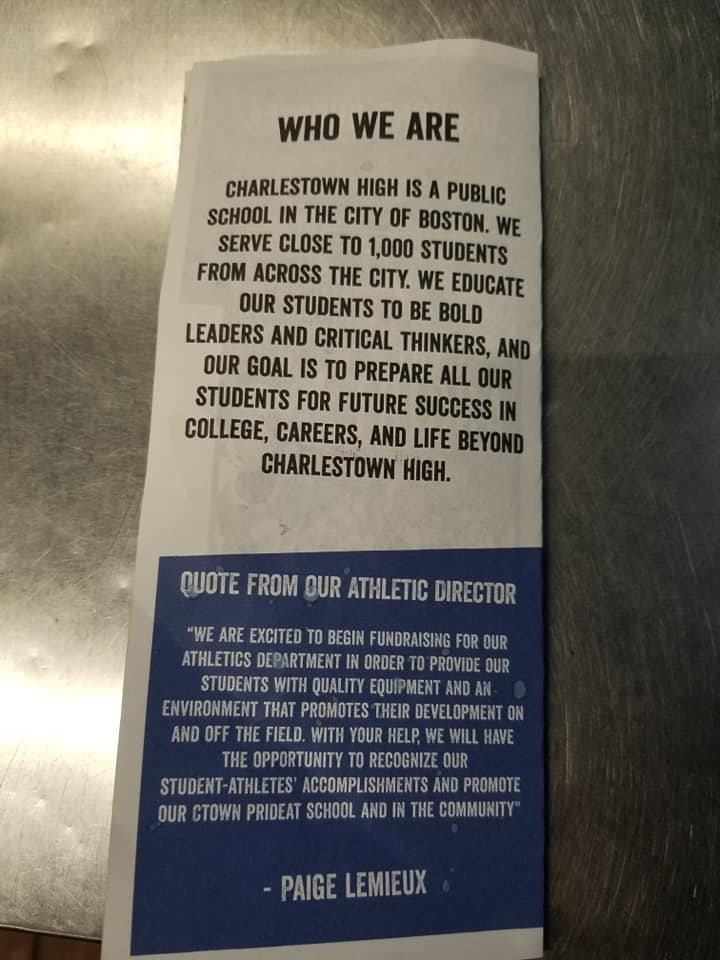 WHO WE ARE
CHARLESTOWN HIGH IS A PUBLIC
SCHOOL IN THE CITY OF BOSTON. WE
SERVE CLOSE TO 1,000 STUDENTS
FROM ACROSS THE CITY. WE EDUCATE
OUR STUDENTS TO BE BOLD
LEADERS AND CRITICAL THINKERS, AND
OUR GOAL IS TO PREPARE ALL OUR
STUDENTS FOR FUTURE SUCCESS IN
COLLEGE, CAREERS, AND LIFE BEYOND
CHARLESTOWN HIGH.
QUOTE FROM OUR ATHLETIC DIRECTOR
"WE ARE EXCITED TO BEGIN FUNDRAISING FOR OUR
ATHLETICS DEPARTMENT IN ORDER TO PROVIDE OUR
STUDENTS WITH QUALITY EQUIPMENT AND AN
ENVIRONMENT THAT PROMOTES THEIR DEVELOPMENT ON
AND OFF THE FIELD. WITH YOUR HELP, WE WILL HAVE
THE OPPORTUNITY TO RECOGNIZE OUR
STUDENT-ATHLETES' ACCOMPLISHMENTS AND PROMOTE
OUR CTOWN PRIDEAT SCHOOL AND IN THE COMMUNITY"
- PAIGE LEMIEUX